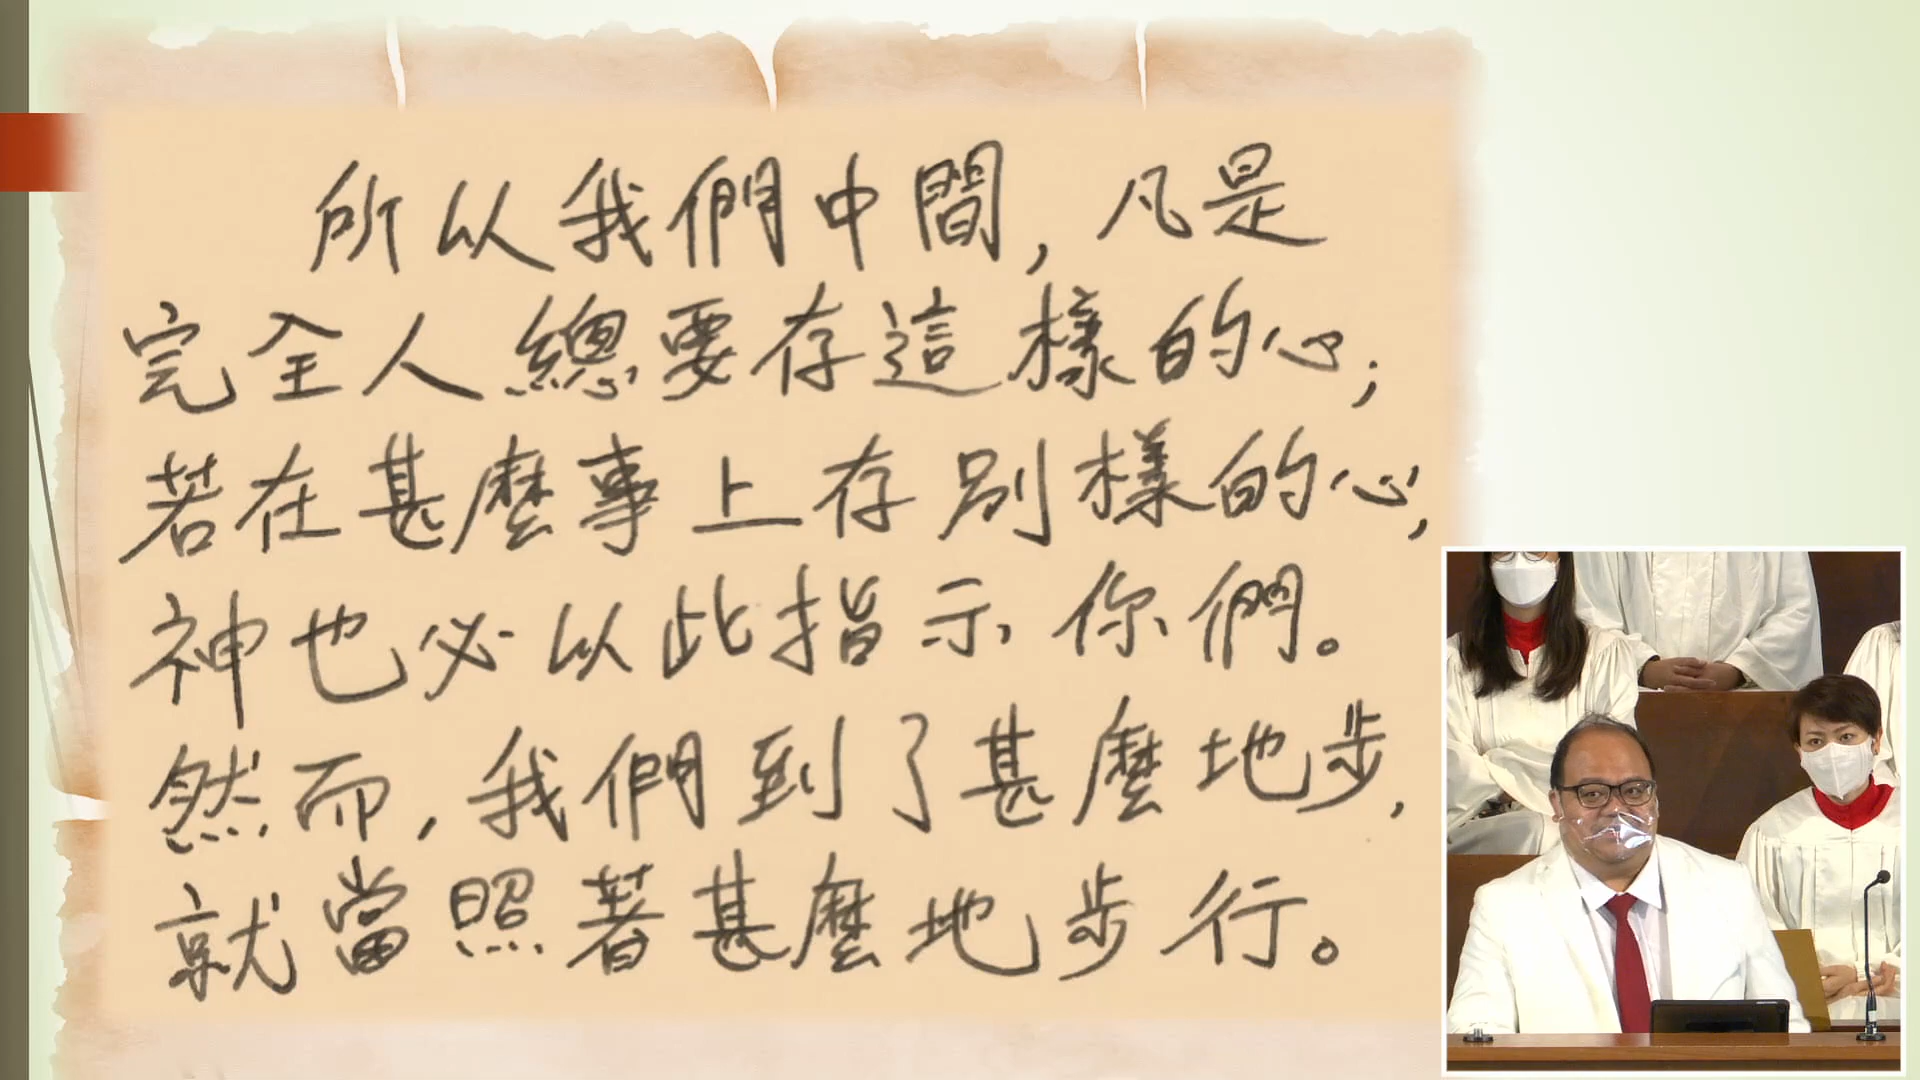 所以我們中間，凡是
完全人總要存這樣的心；
若在甚麼事上存別樣的心，
神也必以此指示你們。
然而，我們到了甚麼地步，
就當照著甚麼地步行。